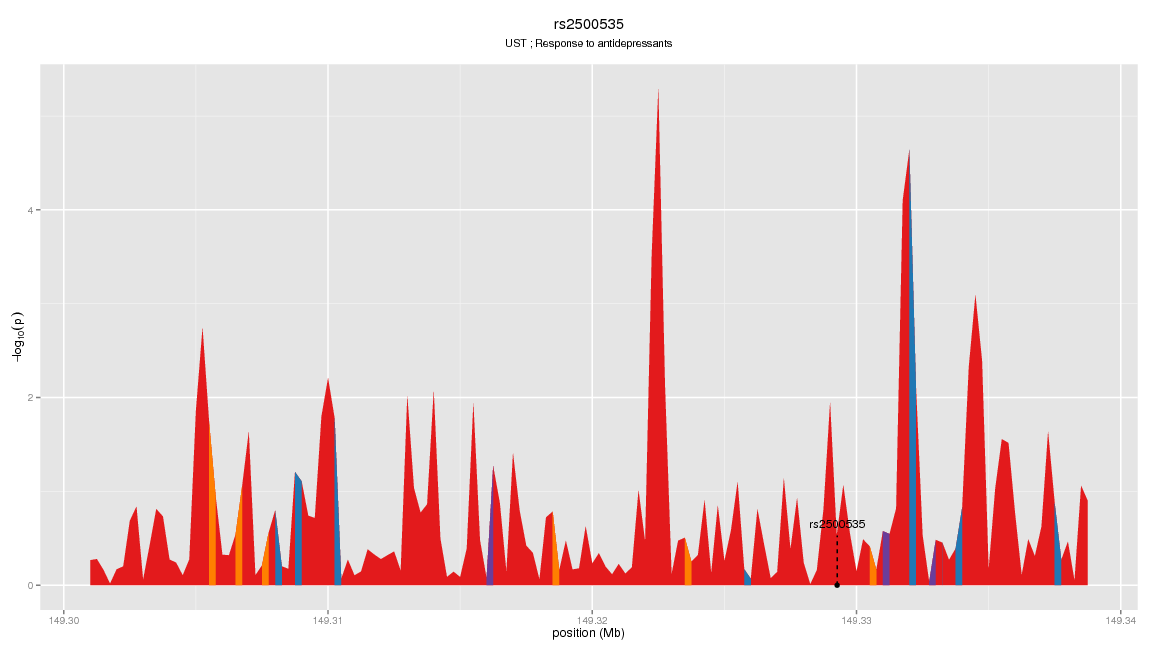 rs2500535
UST ; Response to antidepressants
−log₁₀(p)
4
2
0
rs2500535
149.30 149.31 149.32 149.33 149.34
position (Mb)